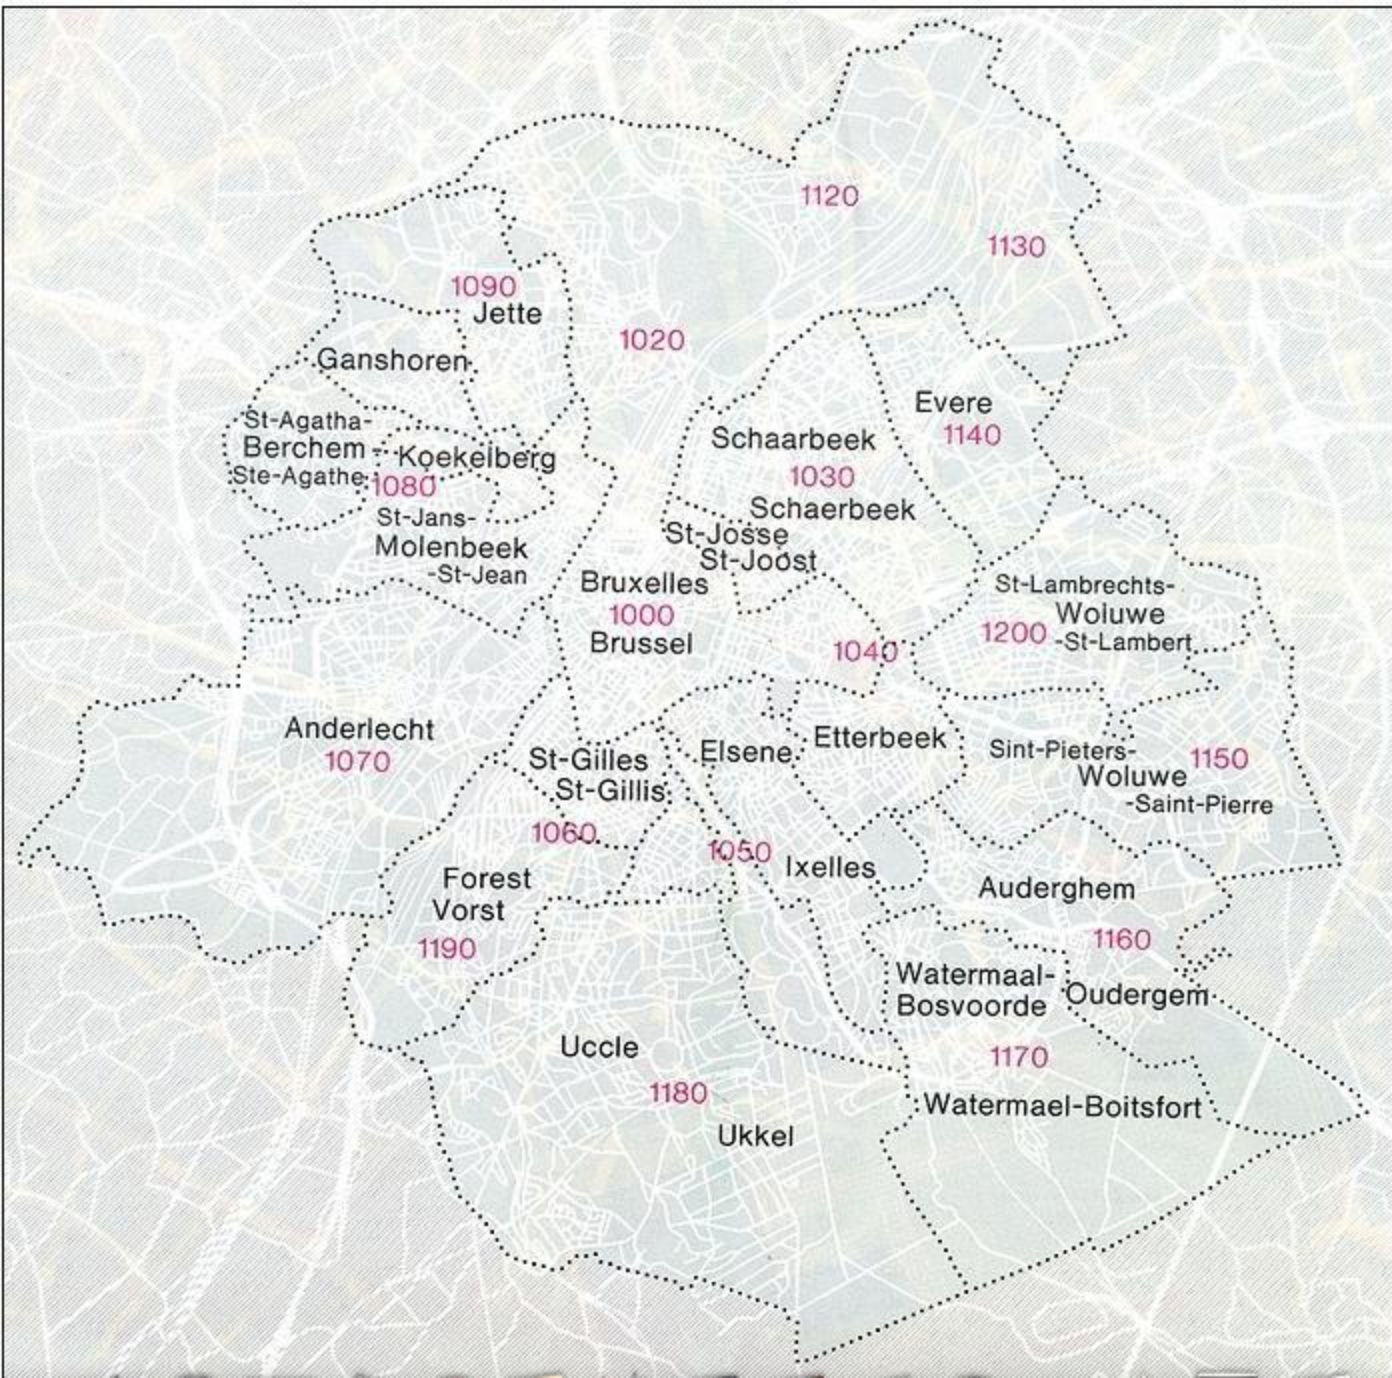 1120
1130
1090
Jette
1020
Ganshoren
Evere
1140
St-Agatha-
Berchem-
Ste-Agathe
Koekelberg
1080
Schaarbeek
1030
Schaerbeek
St-Jans-
Molenbeek
-St-Jean
St-Josse
St-Joost
Bruxelles
1000
Brussel
1040
St-Lambrechts-
Woluwe
1200
-St-Lambert
Anderlecht
1070
St-Gilles
St-Gillis
1060
Elsene
Etterbeek
Sint-Pieters-
Woluwe
-Saint-Pierre
1150
1050
Ixelles
Forest
Vorst
1190
Auderghem
1160
Watermaal-
Bosvoorde
Oudergem
1170
Watermael-Boitsfort
Uccle
1180
Ukkel